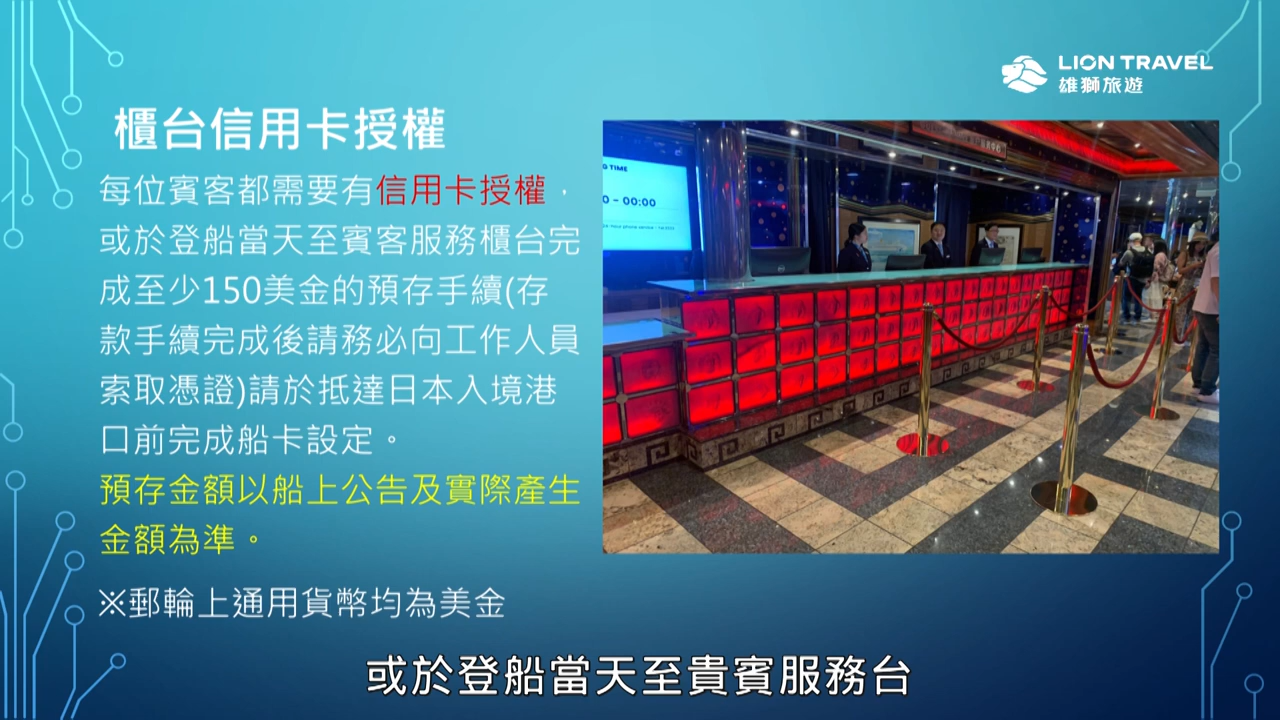 LION TRAVEL
雄獅旅遊
櫃台信用卡授權
每位賓客都需要有信用卡授權，
或於登船當天至賓客服務櫃台完
成至少150美金的預存手續(存
款手續完成後請務必向工作人員
索取憑證)請於抵達日本入境港
口前完成船卡設定。
預存金額以船上公告及實際產生
金額為準。
※郵輪上通用貨幣均為美金
G TIME
0 - 00:00
或於登船當天至貴賓服務台